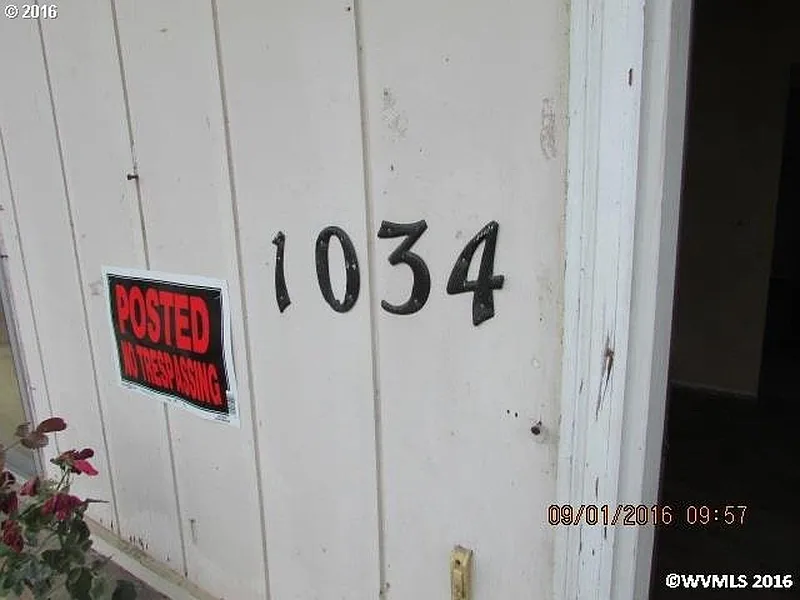 © 2016
1034
POSTED
NO TRESPASSING
09/01/2016 09:57
©WVMLS 2016